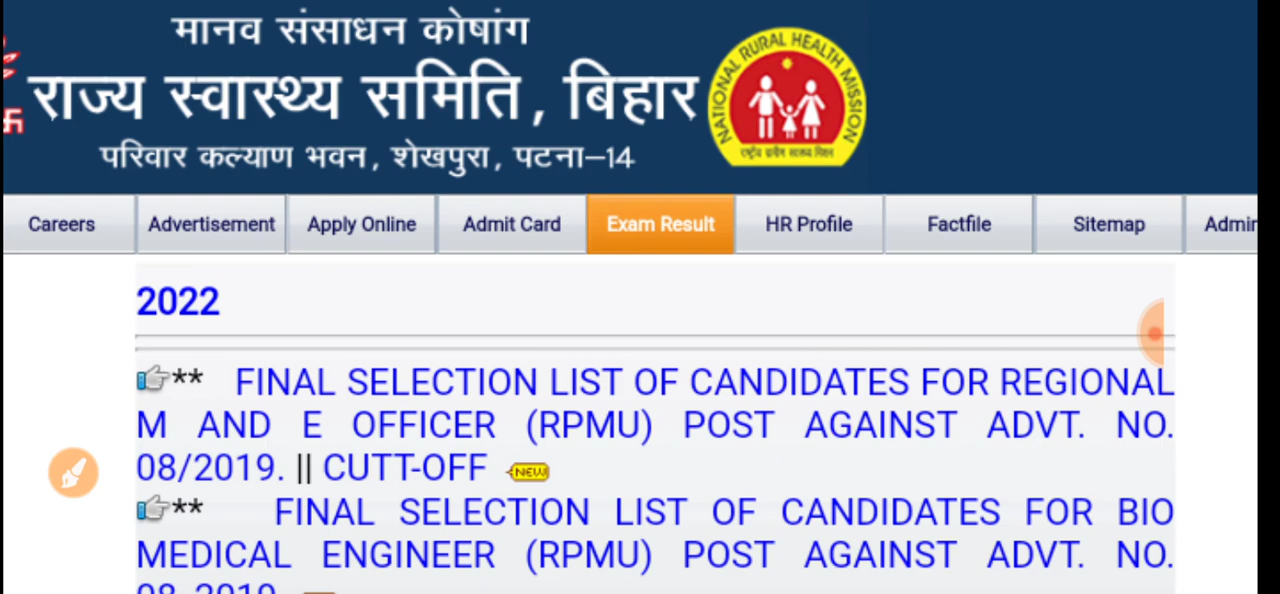 मानव संसाधन कोषांग
राज्य स्वास्थ्य समिति, बिहार
परिवार कल्याण भवन, शेखपुरा, पटना–14
NATIONAL RURAL HEALTH MISSION
राष्ट्रीय ग्रामीण स्वास्थ्य मिशन
Careers Advertisement Apply Online Admit Card Exam Result HR Profile Factfile Sitemap Admin
2022
** FINAL SELECTION LIST OF CANDIDATES FOR REGIONAL
M AND E OFFICER (RPMU) POST AGAINST ADVT. NO.
08/2019. || CUTT-OFF NEW
** FINAL SELECTION LIST OF CANDIDATES FOR BIO
MEDICAL ENGINEER (RPMU) POST AGAINST ADVT. NO.